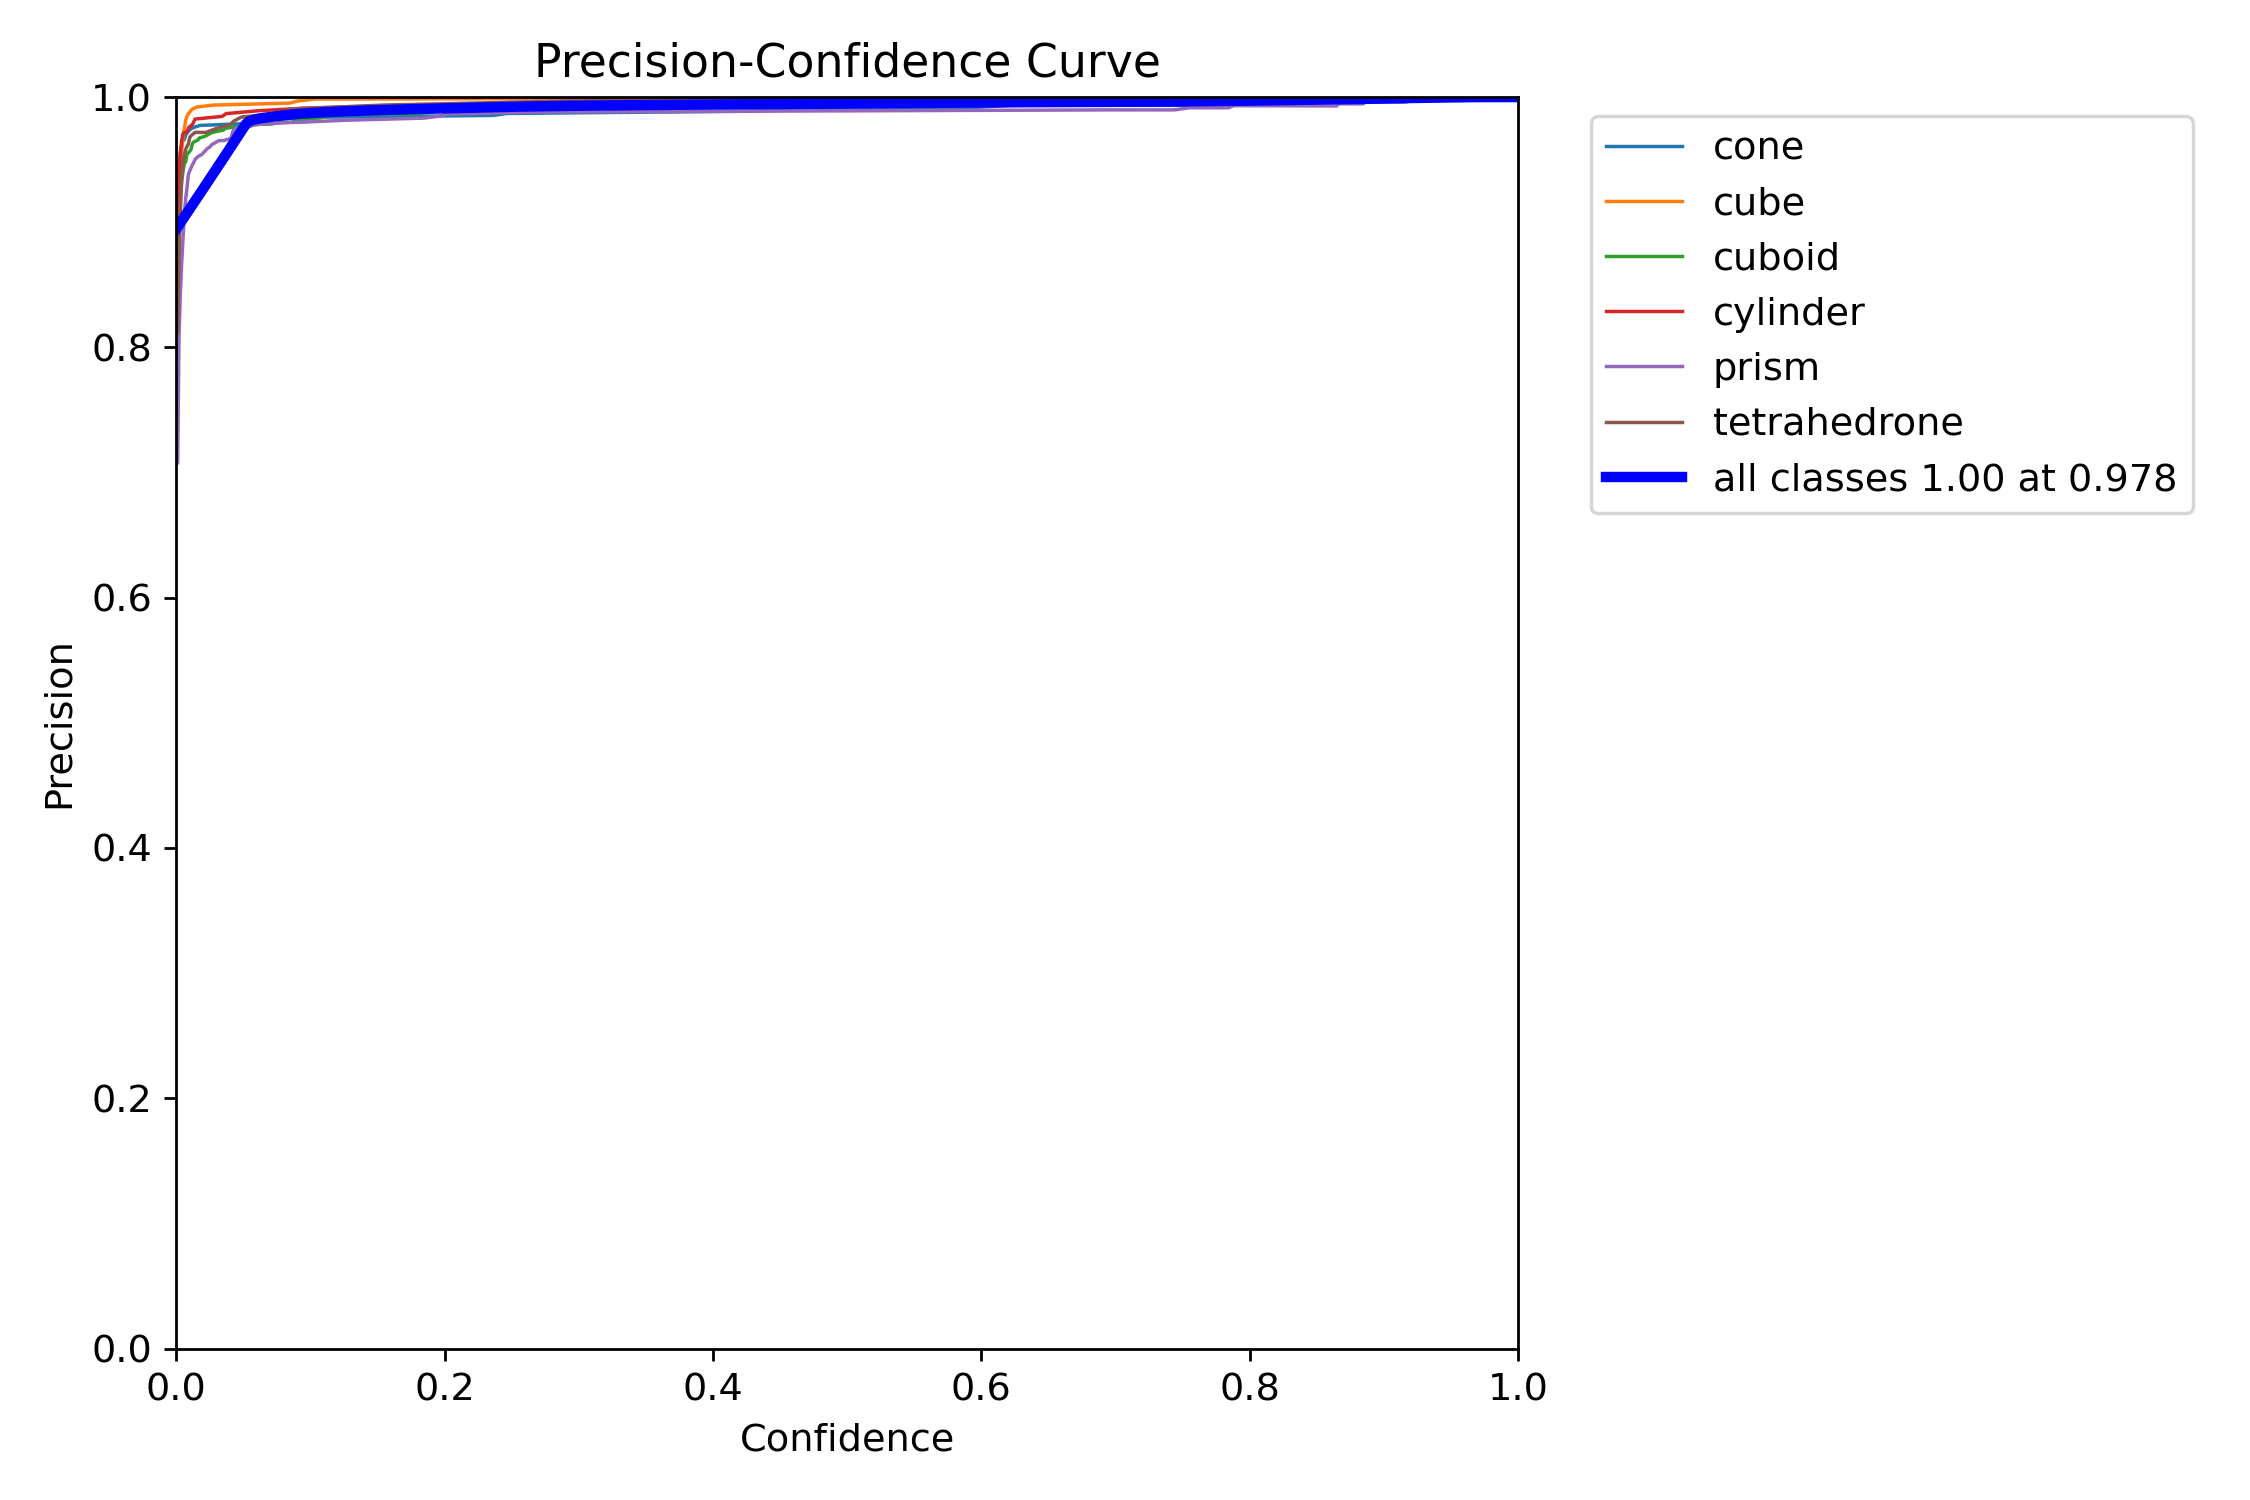 Precision-Confidence Curve
1.0
0.8
0.6
0.4
0.2
0.0
Precision
0.0 0.2 0.4 0.6 0.8 1.0
Confidence
cone
cube
cuboid
cylinder
prism
tetrahedrone
all classes 1.00 at 0.978